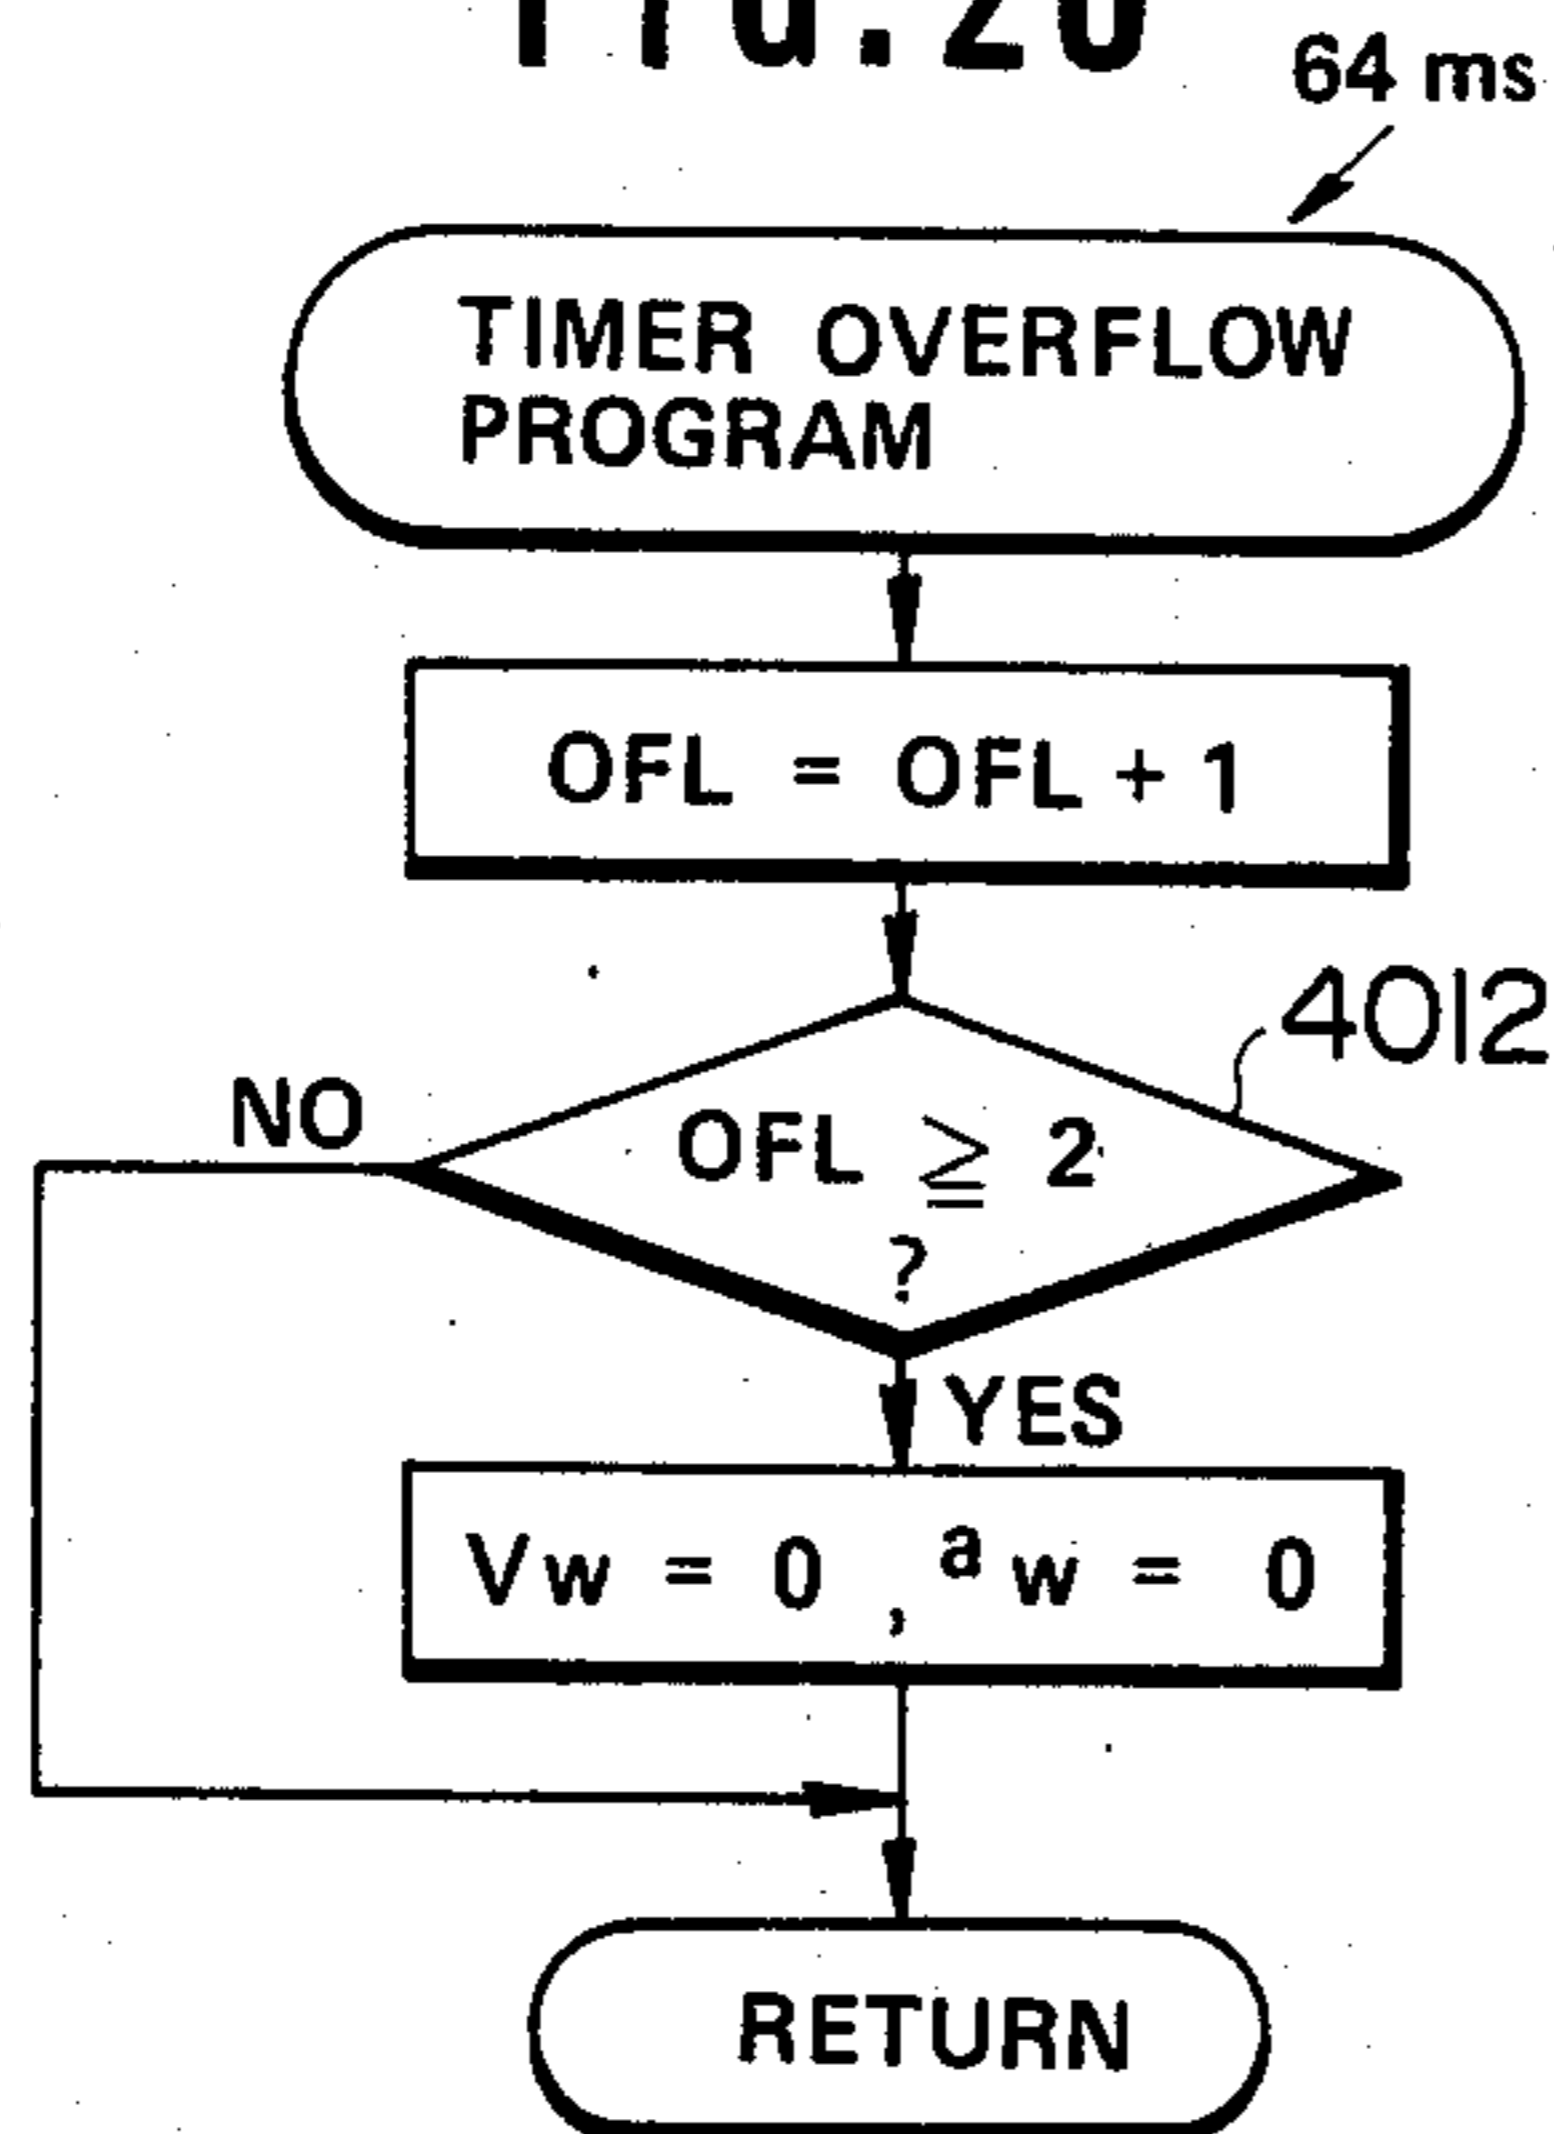 64 ms
TIMER OVERFLOW
PROGRAM
OFL = OFL + 1
4012
NO
OFL ≧ 2
?
YES
Vw = 0 , aw = 0
RETURN